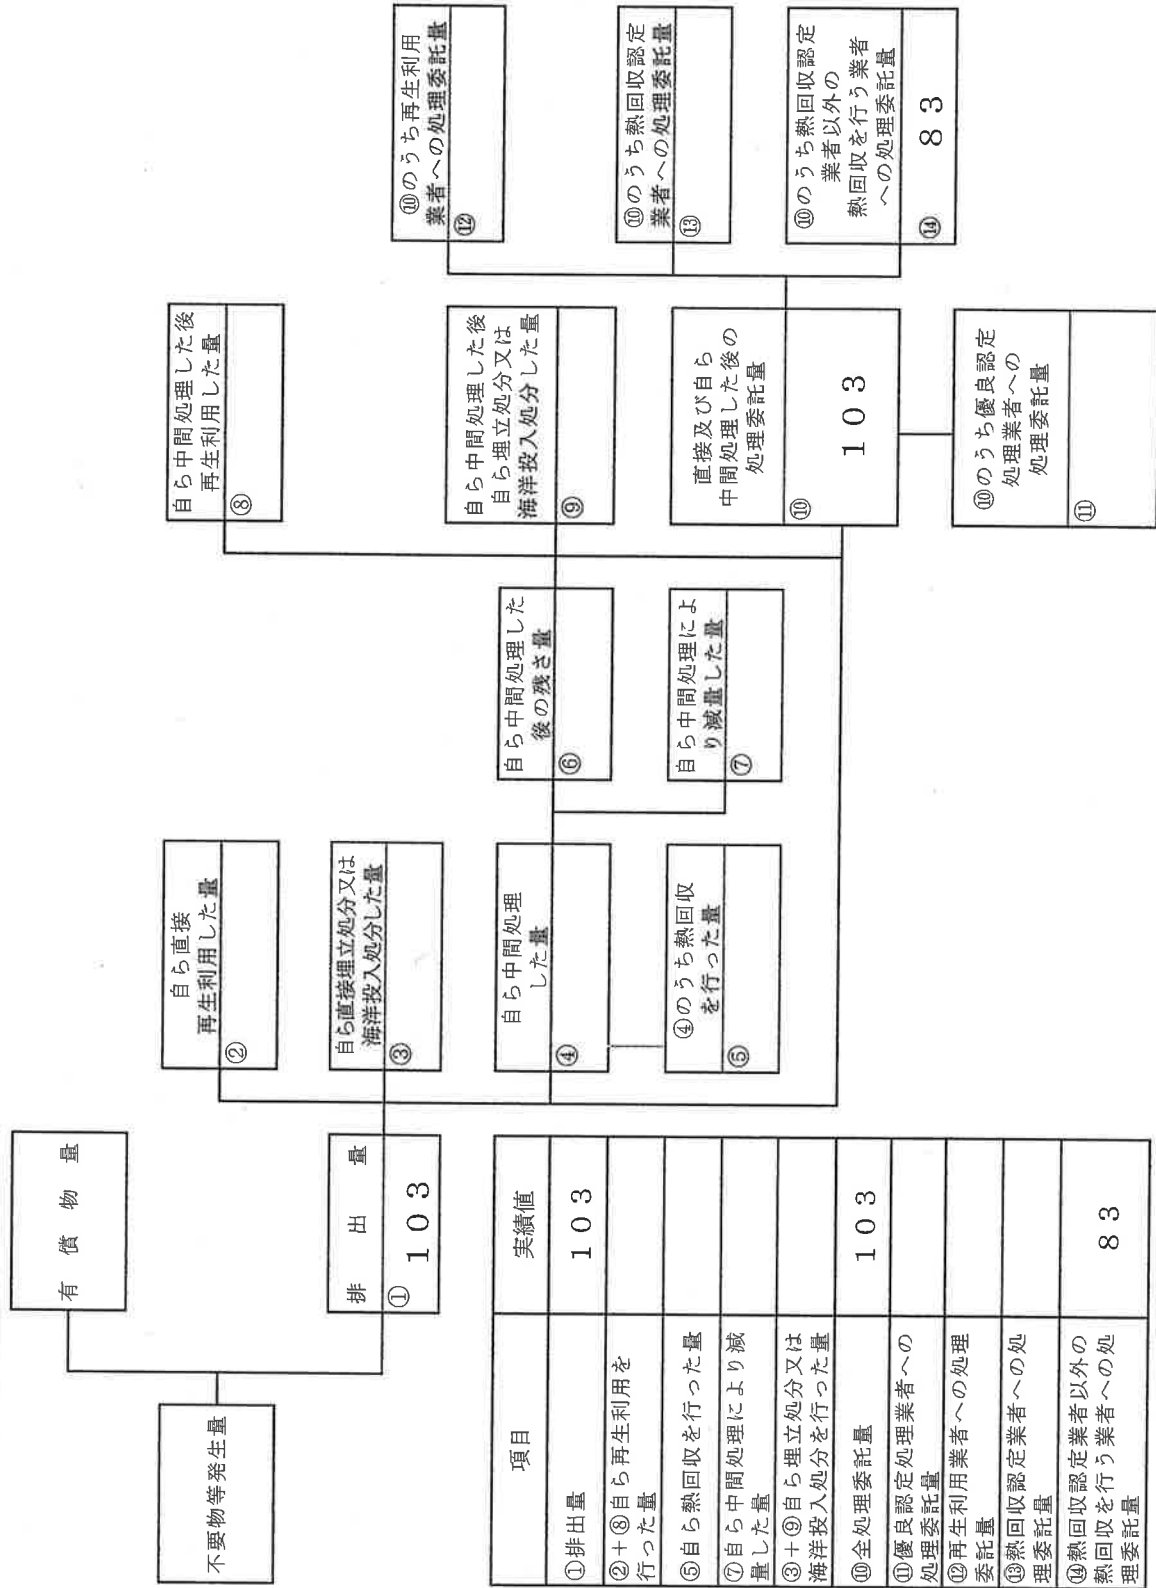 不要物等発生量
有償物量
排出量
①
103
自ら直接
再生利用した量
②
自ら直接埋立処分又は
海洋投入処分した量
③
自ら中間処理
した量
④
④のうち熱回収
を行った量
⑤
自ら中間処理した
後の残さ量
⑥
自ら中間処理によ
り減量した量
⑦
自ら中間処理した後
再生利用した量
⑧
自ら中間処理した後
自ら埋立処分又は
海洋投入処分した量
⑨
直接及び自ら
中間処理した後の
処理委託量
⑩
103
⑩のうち優良認定
処理業者への
処理委託量
⑪
⑩のうち再生利用
業者への処理委託量
⑫
⑩のうち熱回収認定
業者への処理委託量
⑬
⑩のうち熱回収認定
業者以外の
熱回収を行う業者
への処理委託量
⑭
83
項目
実績値
①排出量
103
②+⑧自ら再生利用を
行った量
⑤自ら熱回収を行った量
⑦自ら中間処理により減
量した量
③+⑨自ら埋立処分又は
海洋投入処分を行った量
⑩全処理委託量
103
⑪優良認定処理業者への
処理委託量
⑫再生利用業者への処理
委託量
⑬熱回収認定業者への処
理委託量
⑭熱回収認定業者以外の
熱回収を行う業者への処
理委託量
83